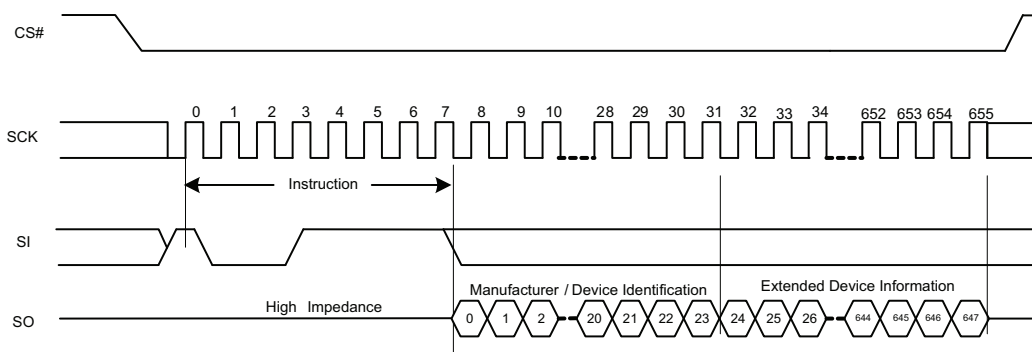 CS#
0 1 2 3 4 5 6 7 8 9 10 28 29 30 31 32 33 34 652 653 654 655
SCK
Instruction
SI
Manufacturer / Device Identification Extended Device Information
High Impedance
SO
0 1 2 20 21 22 23 24 25 26 644 645 646 647